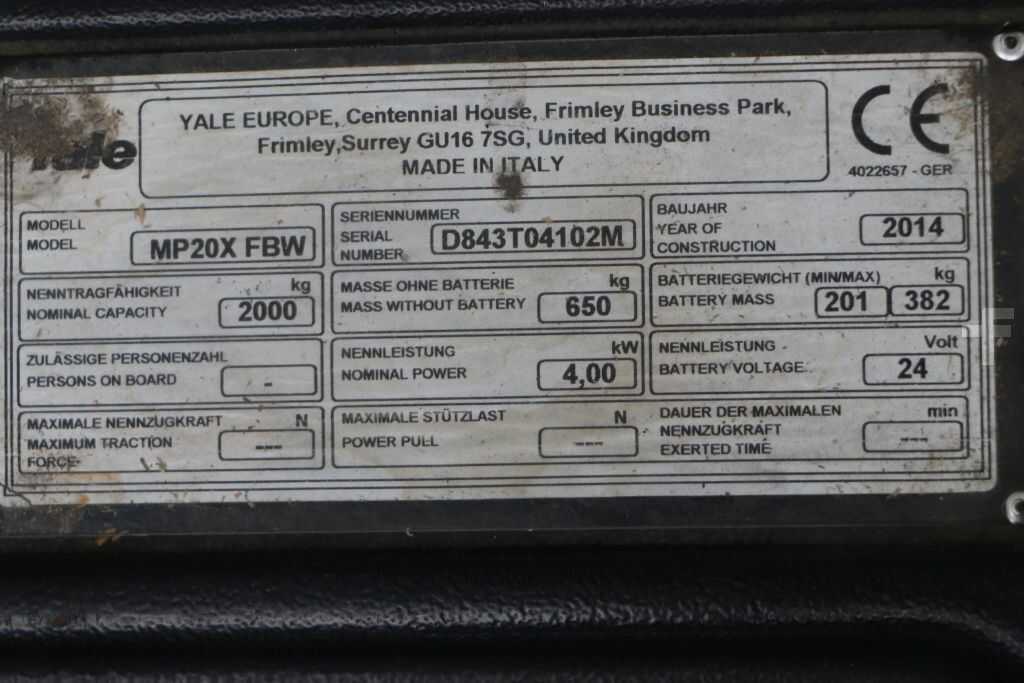 Yale
YALE EUROPE, Centennial House, Frimley Business Park,
Frimley,Surrey GU16 7SG, United Kingdom
MADE IN ITALY
CE
4022657 - GER
MODELL
MODEL
MP20X FBW
SERIENNUMMER
SERIAL
NUMBER
D843T04102M
BAUJAHR
YEAR OF
CONSTRUCTION
2014
NENNTRAGFÄHIGKEIT kg
NOMINAL CAPACITY 2000
MASSE OHNE BATTERIE kg
MASS WITHOUT BATTERY 650
BATTERIEGEWICHT (MIN/MAX) kg
BATTERY MASS 201 382
ZULÄSSIGE PERSONENZAHL
PERSONS ON BOARD -
NENNLEISTUNG kW
NOMINAL POWER 4,00
NENNLEISTUNG Volt
BATTERY VOLTAGE 24
MAXIMALE NENNZUGKRAFT N
MAXIMUM TRACTION ---
FORCE
MAXIMALE STÜTZLAST N
POWER PULL ---
DAUER DER MAXIMALEN min
NENNZUGKRAFT ---
EXERTED TIME